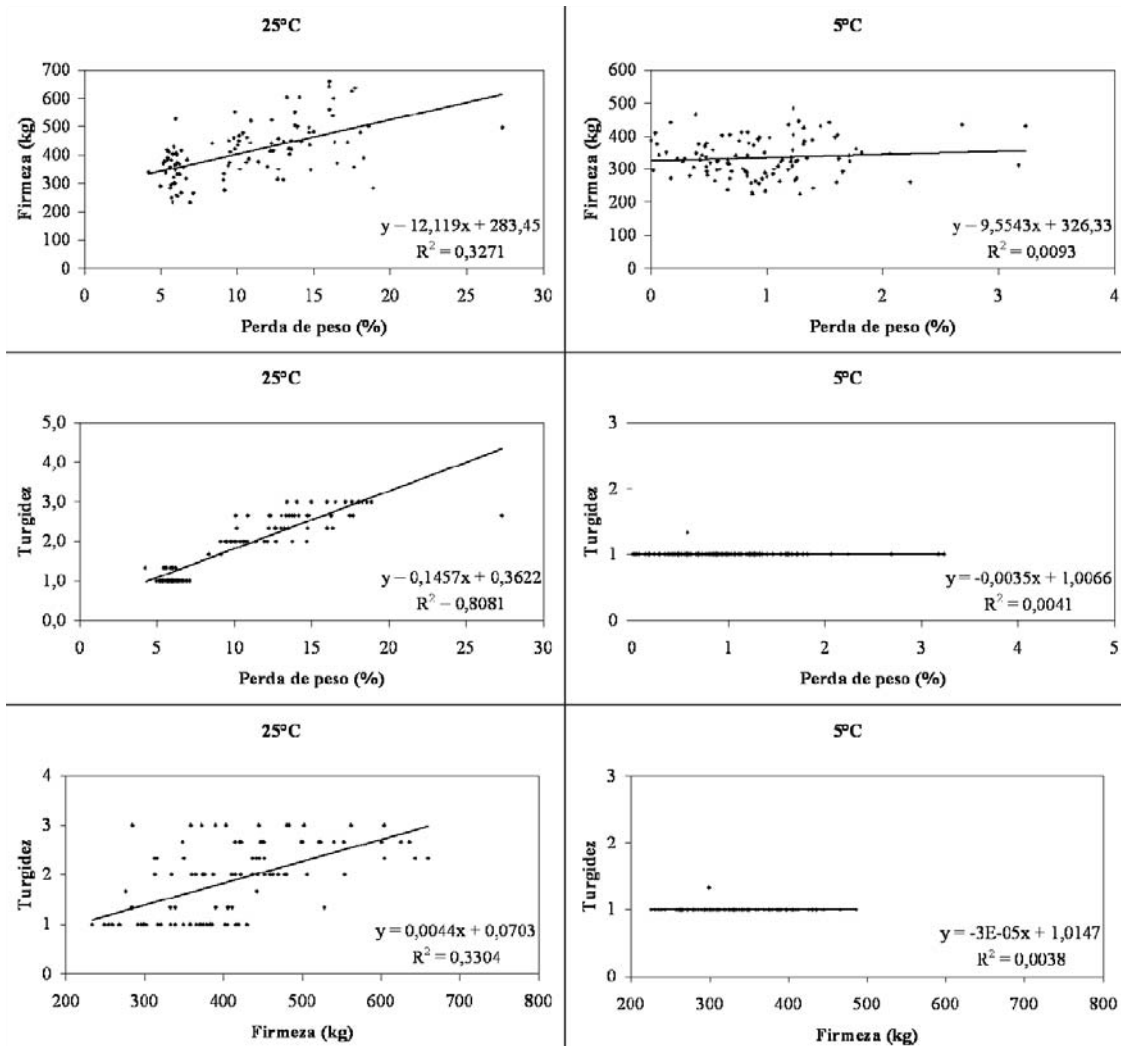 25°C
700
600
500
400
300
200
100
0
Firmeza (kg)
y – 12,119x + 283,45
R² = 0,3271
0 5 10 15 20 25 30
Perda de peso (%)
5°C
600
500
400
300
200
100
0
Firmeza (kg)
y – 9,5543x + 326,33
R² = 0,0093
0 1 2 3 4
Perda de peso (%)
25°C
5,0
4,0
3,0
2,0
1,0
0,0
Turgidez
y – 0,1457x + 0,3622
R² – 0,8081
0 5 10 15 20 25 30
Perda de peso (%)
5°C
3
2
1
0
Turgidez
y = -0,0035x + 1,0066
R² = 0,0041
0 1 2 3 4 5
Perda de peso (%)
25°C
4
3
2
1
0
Turgidez
y = 0,0044x + 0,0703
R² = 0,3304
200 300 400 500 600 700 800
Firmeza (kg)
5°C
3
2
1
0
Turgidez
y = -3E-05x + 1,0147
R² = 0,0038
200 300 400 500 600 700 800
Firmeza (kg)